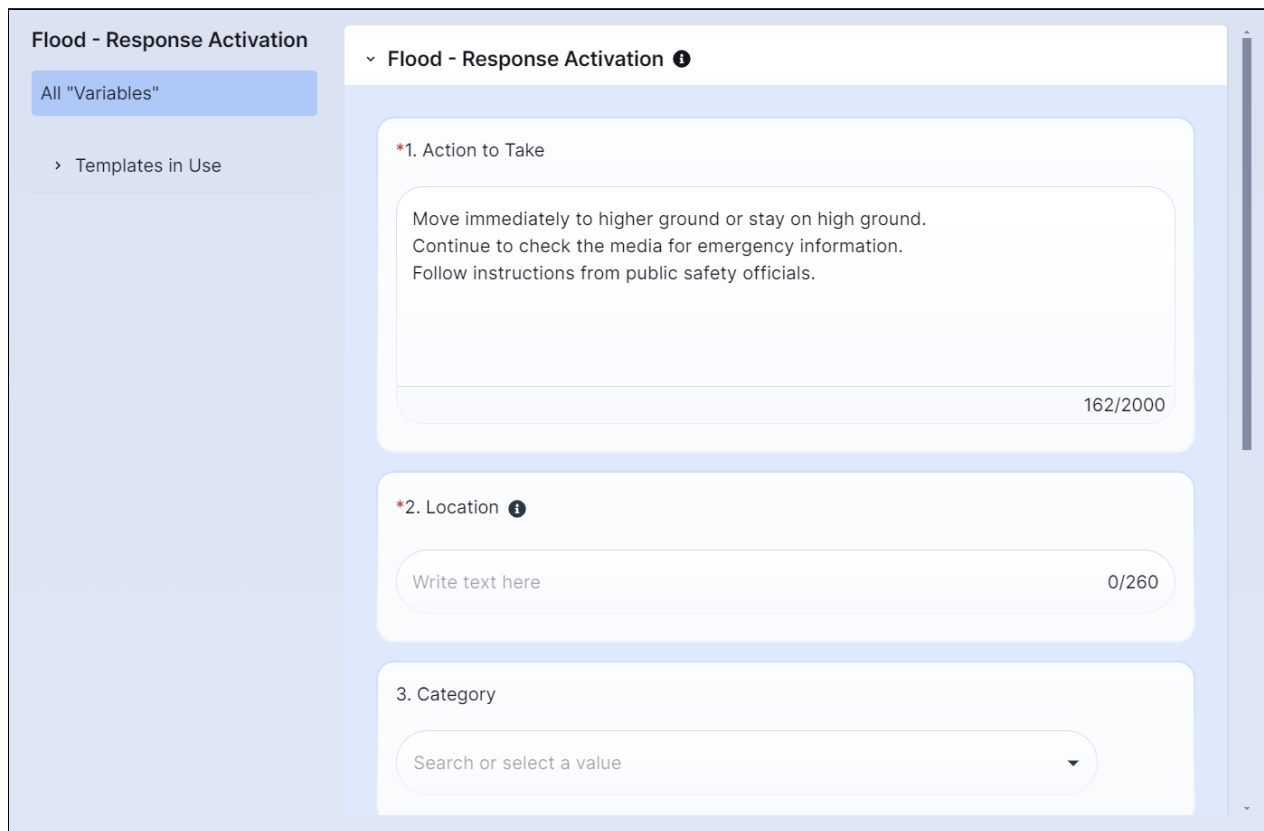 Flood - Response Activation
All "Variables"
Templates in Use
Flood - Response Activation
*1. Action to Take
Move immediately to higher ground or stay on high ground.
Continue to check the media for emergency information.
Follow instructions from public safety officials.
162/2000
*2. Location
Write text here
0/260
3. Category
Search or select a value